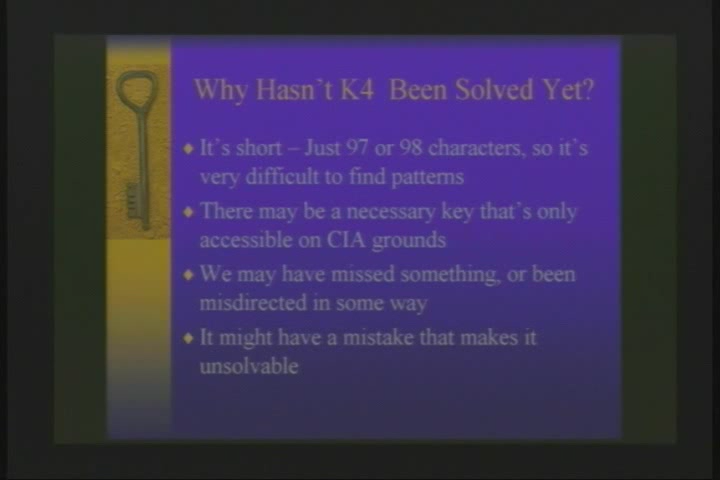 Why Hasn't K4 Been Solved Yet?
It's short – Just 97 or 98 characters, so it's
very difficult to find patterns
There may be a necessary key that's only
accessible on CIA grounds
We may have missed something, or been
misdirected in some way
It might have a mistake that makes it
unsolvable